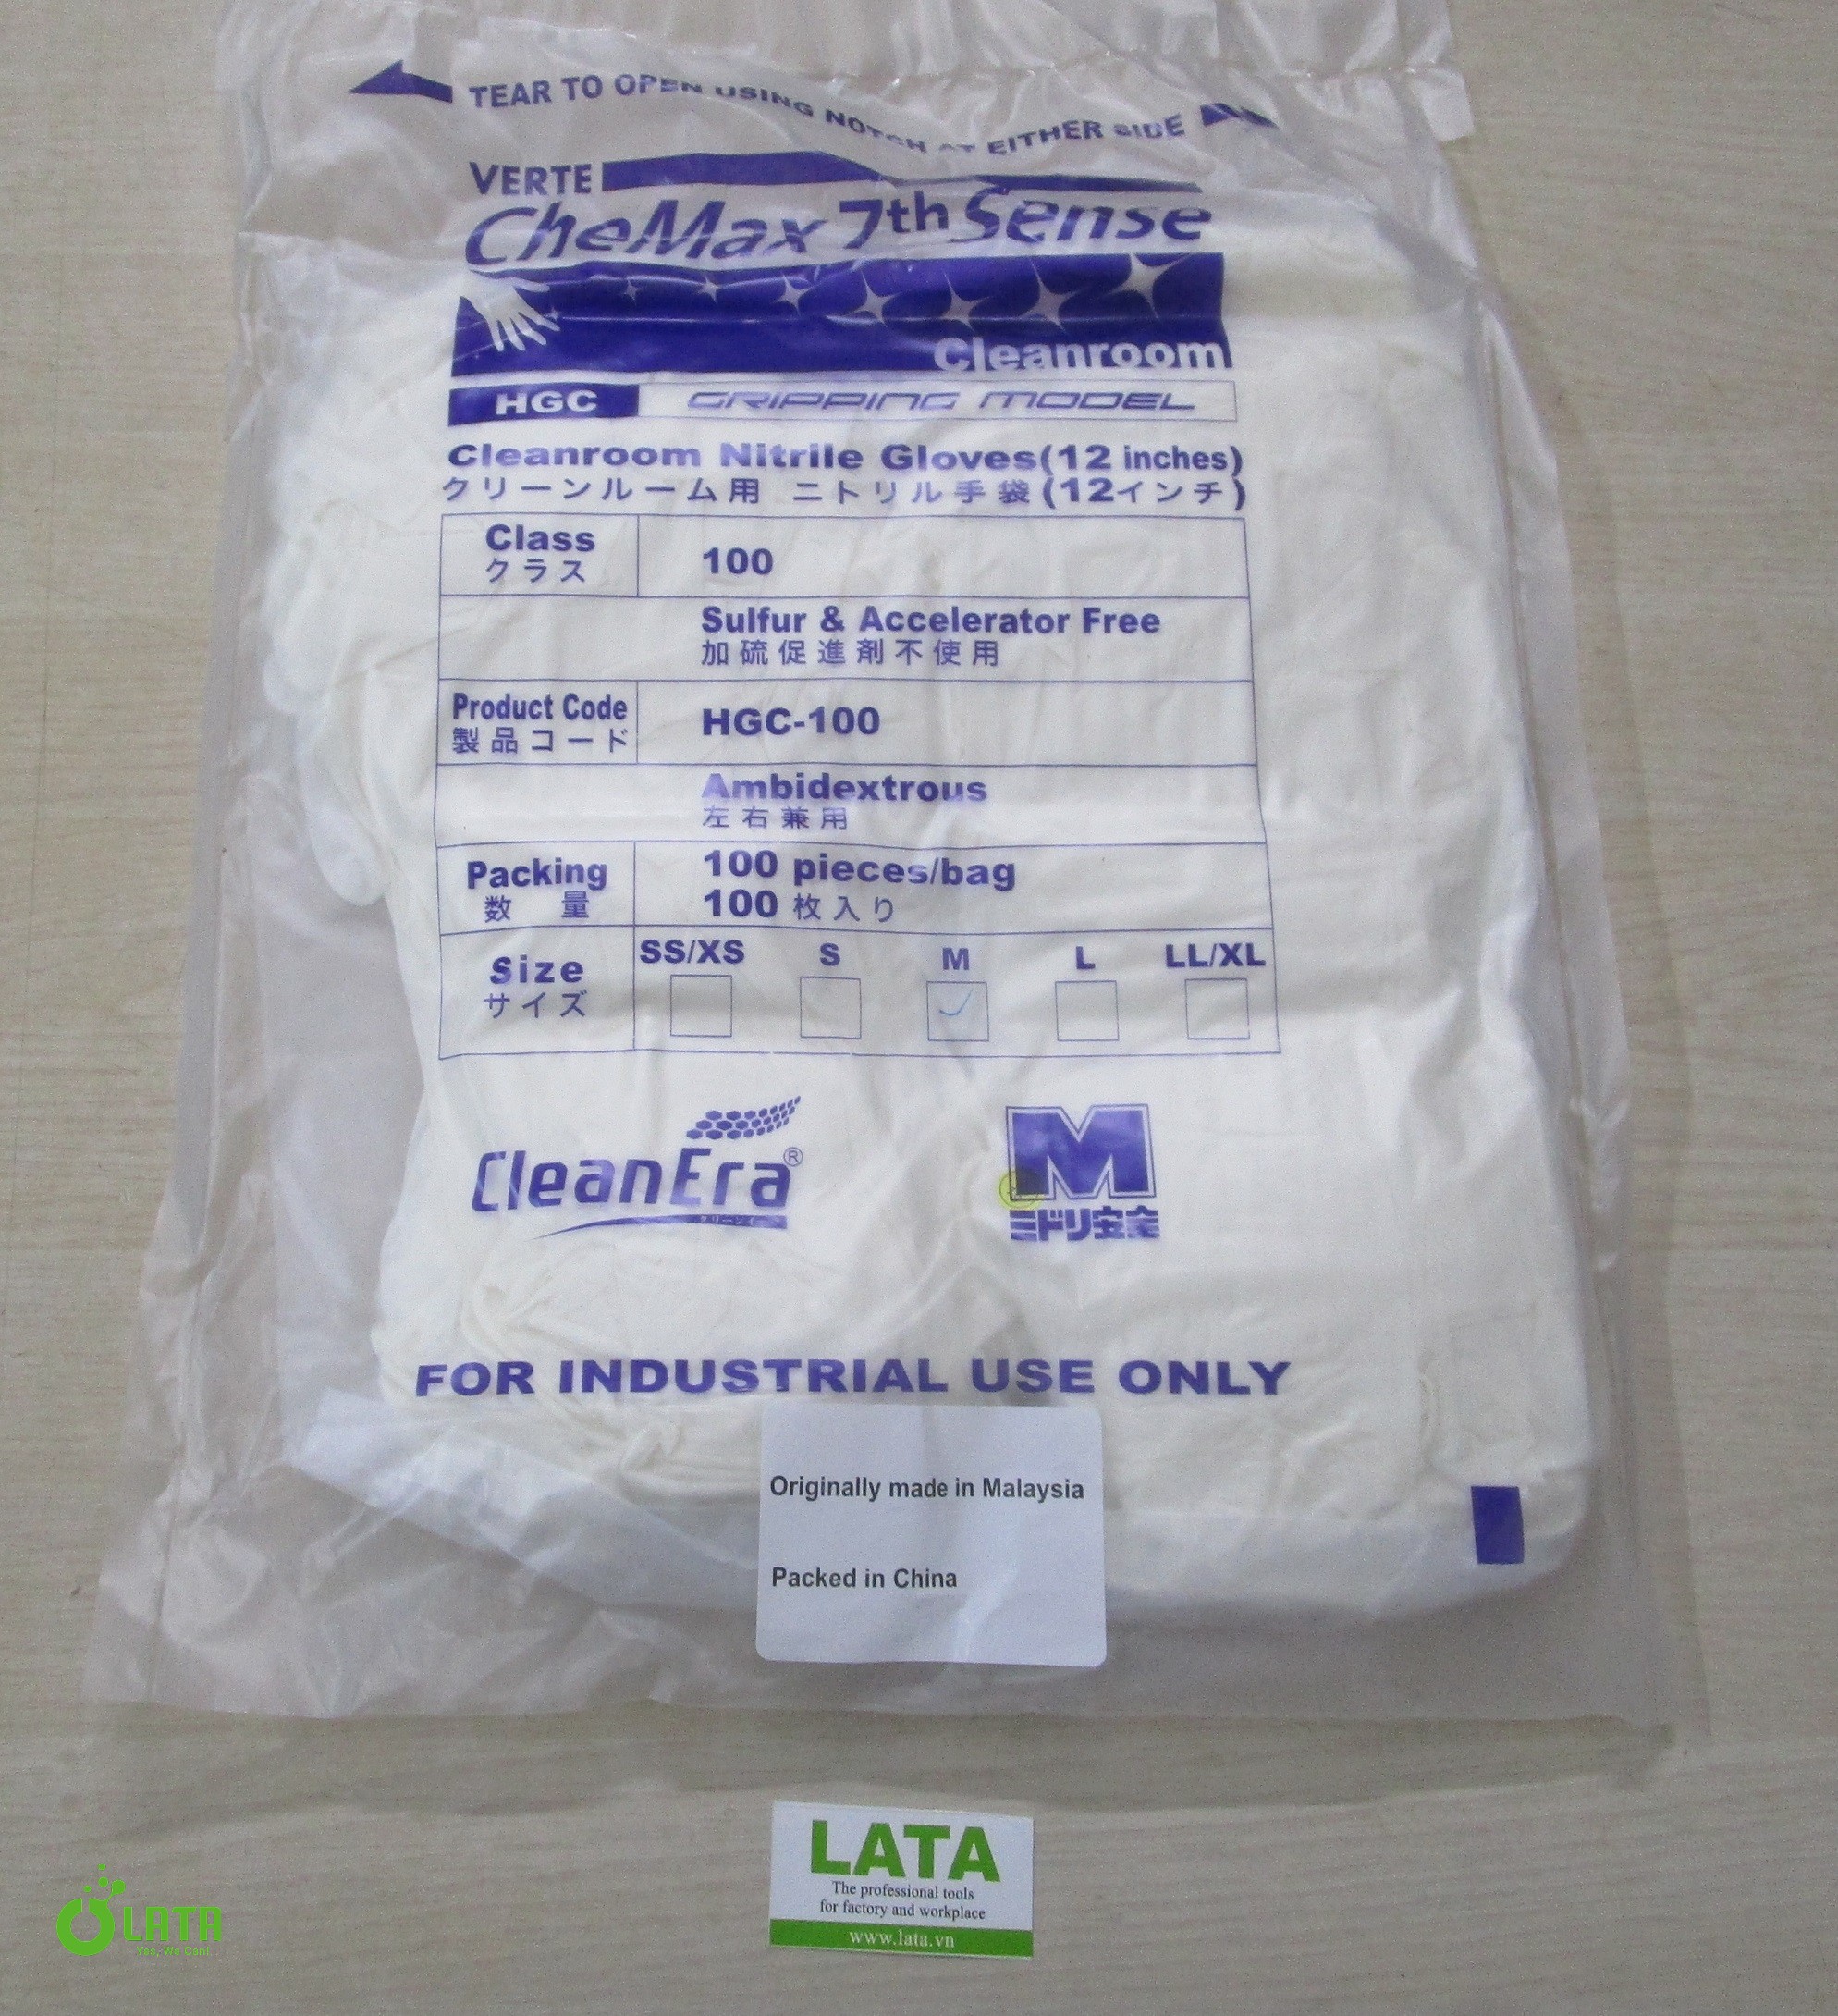 TEAR TO OPEN USING NOTCH AT EITHER SIDE
VERTE
CheMax 7th Sense
Cleanroom
HGC GRIPPING MODEL
Cleanroom Nitrile Gloves(12 inches)
クリーンルーム用 ニトリル手袋(12インチ)
Class 100
クラス
Sulfur & Accelerator Free
加硫促進剤不使用
Product Code HGC-100
製品コード
Ambidextrous
左右兼用
Packing 100 pieces/bag
数量 100枚入り
SS/XS S M L LL/XL
Size
サイズ
CleanEra®
M
ミドリ安全
FOR INDUSTRIAL USE ONLY
Originally made in Malaysia
Packed in China
LATA
The professional tools
for factory and workplace
www.lata.vn
LATA
Yes, We Can!